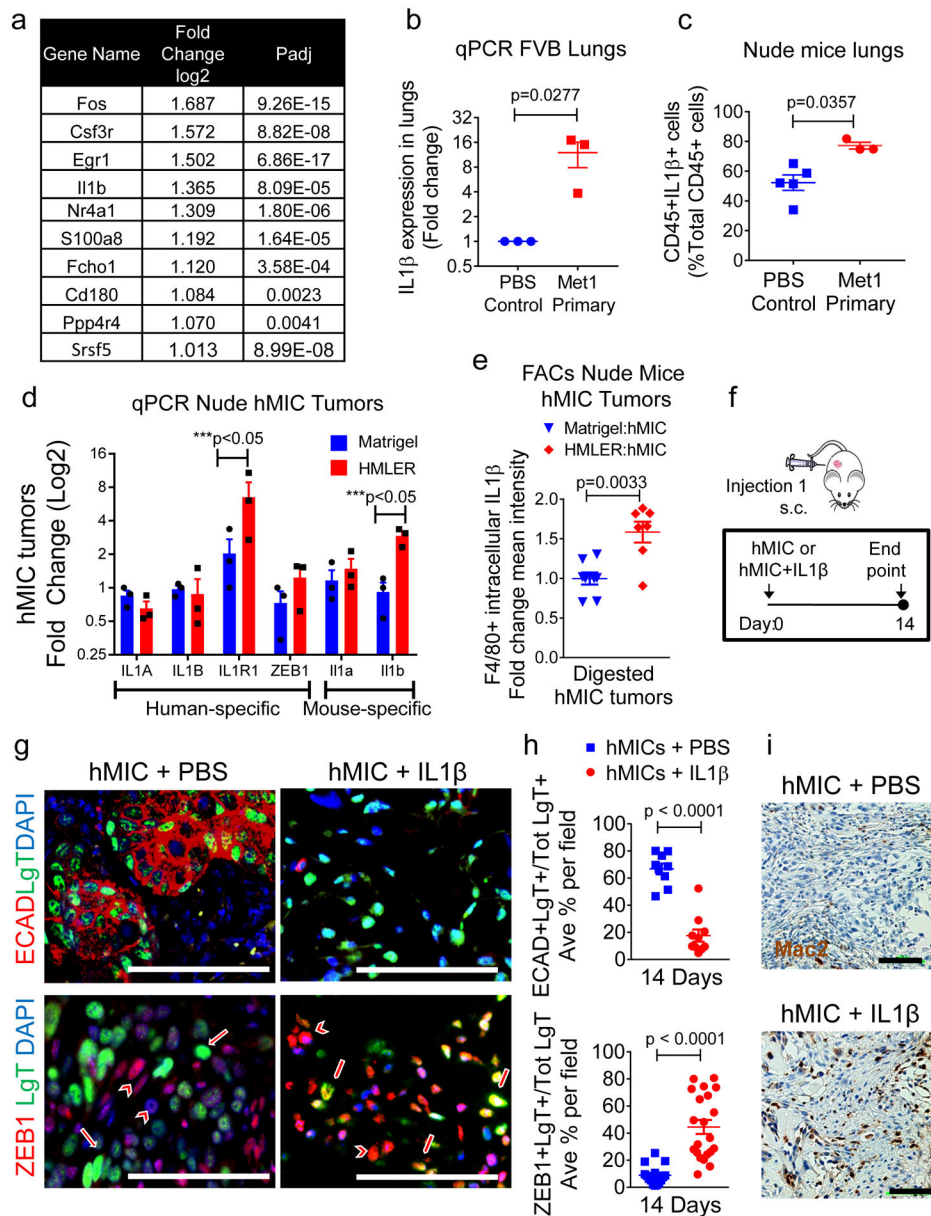 a
Gene Name Fold Change log2 Padj
Fos 1.687 9.26E-15
Csf3r 1.572 8.82E-08
Egr1 1.502 6.86E-17
Il1b 1.365 8.09E-05
Nr4a1 1.309 1.80E-06
S100a8 1.192 1.64E-05
Fcho1 1.120 3.58E-04
Cd180 1.084 0.0023
Ppp4r4 1.070 0.0041
Srsf5 1.013 8.99E-08
b
qPCR FVB Lungs
p=0.0277
IL1β expression in lungs
(Fold change)
16
8
4
2
1
0.5
PBS
Control
Met1
Primary
c
Nude mice lungs
p=0.0357
CD45+IL1β+ cells
(%Total CD45+ cells)
100
80
60
40
20
0
PBS
Control
Met1
Primary
d
qPCR Nude hMIC Tumors
***p<0.05
Matrigel
HMLER
***p<0.05
hMIC tumors
Fold Change (Log2)
16
8
4
2
1
0.5
0.25
IL1A IL1B IL1R1 ZEB1 Il1a Il1b
Human-specific Mouse-specific
e
FACs Nude Mice
hMIC Tumors
Matrigel:hMIC
HMLER:hMIC
p=0.0033
F4/80+ intracellular IL1β
Fold change mean intensity
2.0
1.5
1.0
0.5
0.0
Digested
hMIC tumors
f
Injection 1
s.c.
hMIC or
hMIC+IL1β
End
point
Day:0 14
g
hMIC + PBS hMIC + IL1β
ECADLgTDAPI
ZEB1 LgT DAPI
h
hMICs + PBS
hMICs + IL1β
p < 0.0001
ECAD+LgT+/Tot LgT+
Ave % per field
100
80
60
40
20
0
14 Days
p < 0.0001
ZEB1+LgT+/Tot LgT
Ave % per field
100
80
60
40
20
0
14 Days
i
hMIC + PBS
Mac2
hMIC + IL1β